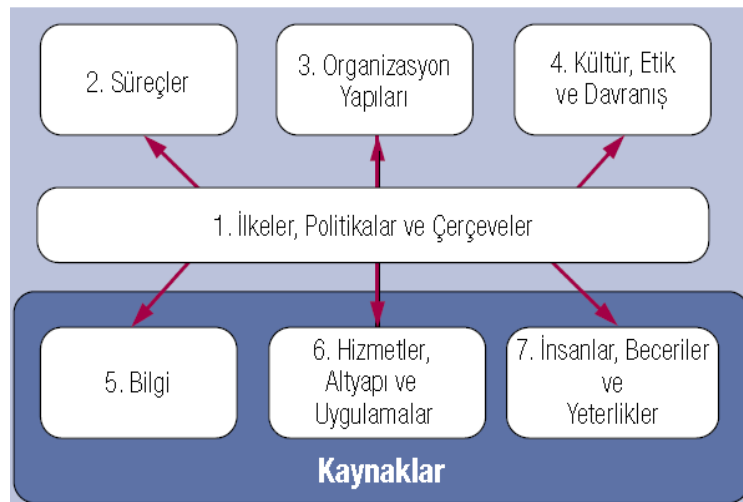 2. Süreçler
3. Organizasyon
Yapıları
4. Kültür, Etik
ve Davranış
1. İlkeler, Politikalar ve Çerçeveler
5. Bilgi
6. Hizmetler,
Altyapı ve
Uygulamalar
7. İnsanlar, Beceriler
ve
Yeterlikler
Kaynaklar